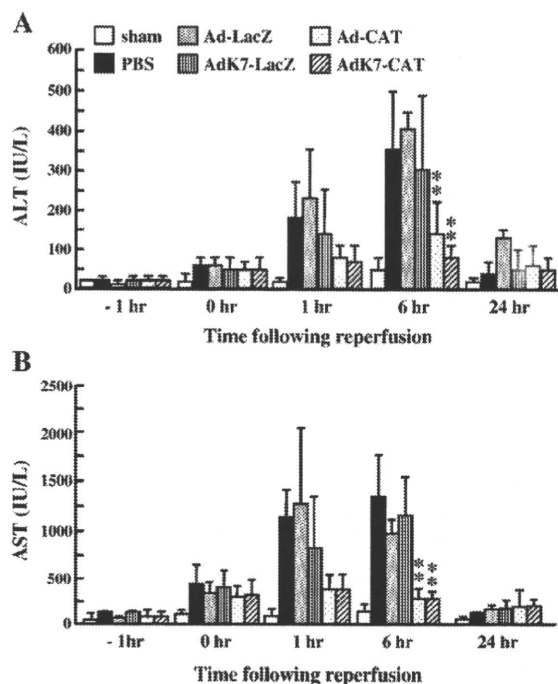 A
sham Ad-LacZ Ad-CAT
PBS AdK7-LacZ AdK7-CAT
600
500
400
300
200
100
0
ALT (IU/L)
**
**
- 1 hr 0 hr 1 hr 6 hr 24 hr
Time following reperfusion
B
2500
2000
1500
1000
500
0
AST (IU/L)
**
**
- 1hr 0 hr 1 hr 6 hr 24 hr
Time following reperfusion